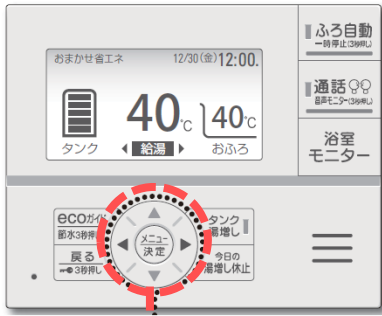 おまかせ省エネ 12/30(金)12:00.
40℃ 40℃
タンク ◀給湯▶ おふろ
ふろ自動
一時停止(3秒押し)
通話
音声モニター(3秒押し)
浴室
モニター
ecoガイド
節水3秒押し
戻る
3秒押し
メニュー
決定
タンク
湯増し
今日の
湯増し休止